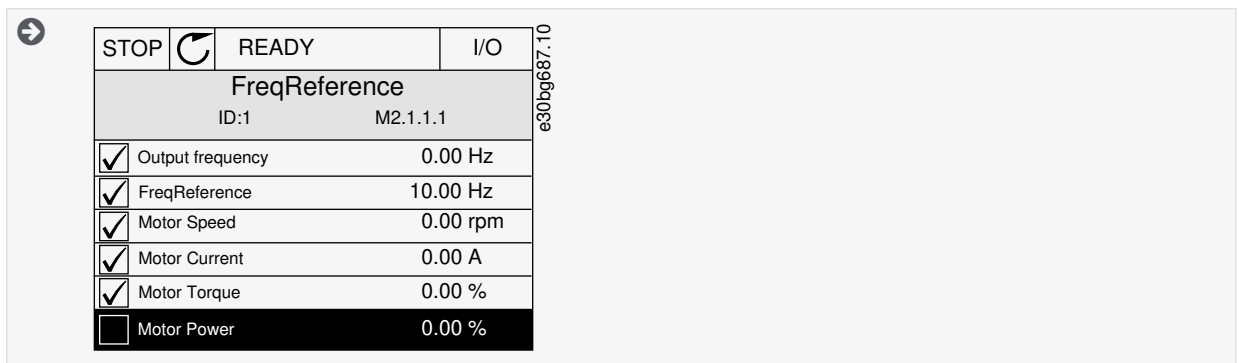 STOP READY I/O
FreqReference
ID:1 M2.1.1.1
Output frequency 0.00 Hz
FreqReference 10.00 Hz
Motor Speed 0.00 rpm
Motor Current 0.00 A
Motor Torque 0.00 %
Motor Power 0.00 %
e30bg687.10